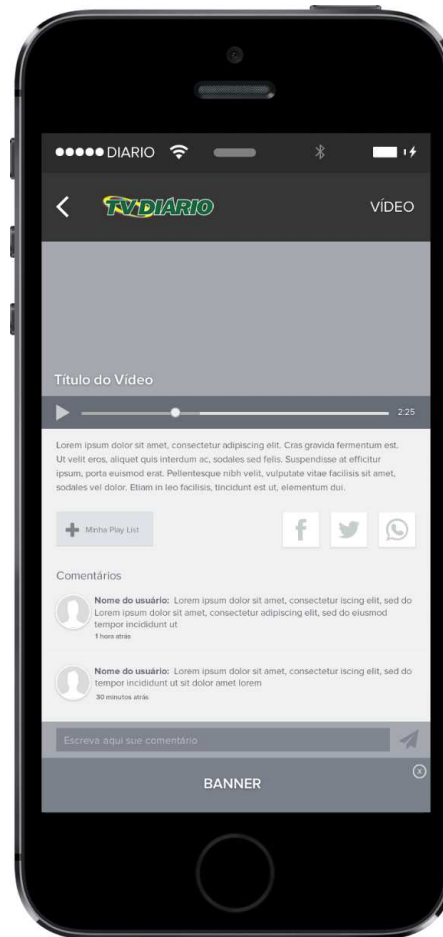 DIARIO
TV DIÁRIO
VÍDEO
Título do Vídeo
2:25
Lorem ipsum dolor sit amet, consectetur adipiscing elit. Cras gravida fermentum est.
Ut velit eros, aliquet quis interdum ac, sodales sed felis. Suspendisse at efficitur
ipsum, porta euismod erat. Pellentesque nibh velit, vulputate vitae facilisis sit amet,
sodales vel dolor. Etiam in leo facilisis, tincidunt est ut, elementum dui.
Minha Play List
Comentários
Nome do usuário: Lorem ipsum dolor sit amet, consectetur iscing elit, sed do
Lorem ipsum dolor sit amet, consectetur adipiscing elit, sed do eiusmod
tempor incididunt ut
1 hora atrás
Nome do usuário: Lorem ipsum dolor sit amet, consectetur iscing elit, sed do
tempor incididunt ut sit dolor amet lorem
30 minutos atrás
Escreva aqui sue comentário
BANNER
x